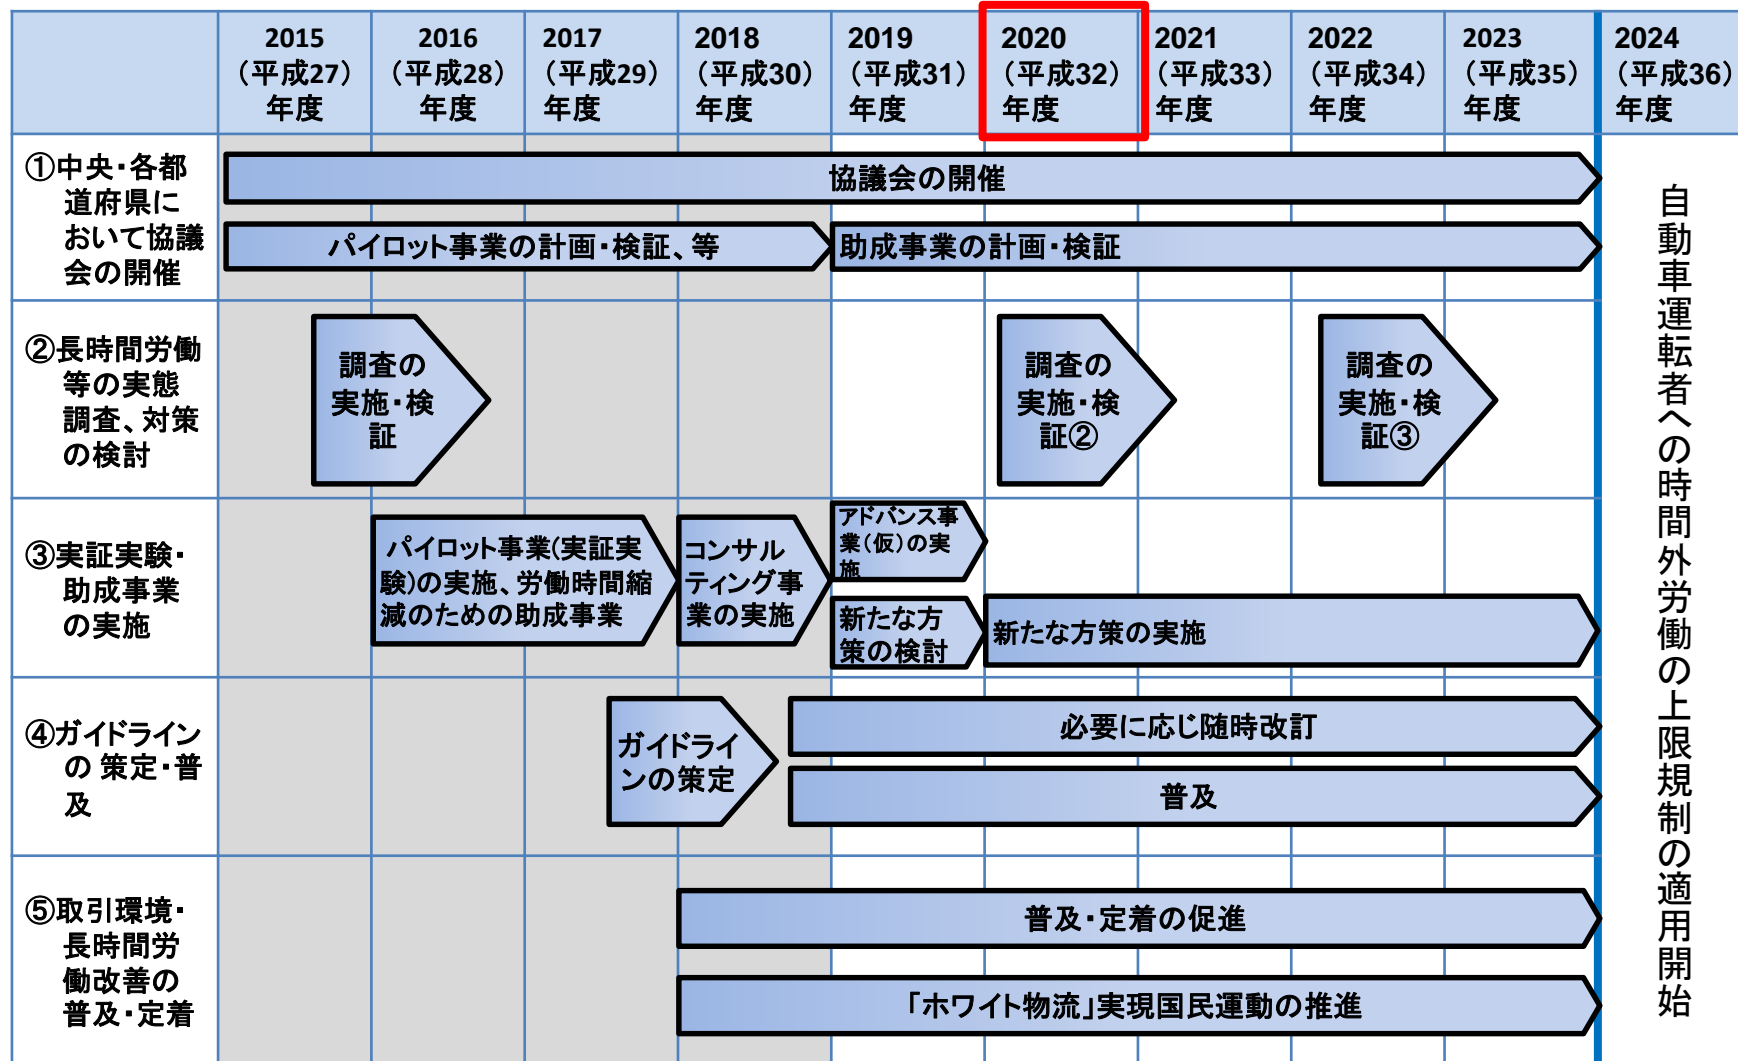 2015
（平成27）
年度
2016
（平成28）
年度
2017
（平成29）
年度
2018
（平成30）
年度
2019
（平成31）
年度
2020
（平成32）
年度
2021
（平成33）
年度
2022
（平成34）
年度
2023
（平成35）
年度
2024
（平成36）
年度
①中央・各都
道府県に
おいて協議
会の開催
協議会の開催
パイロット事業の計画・検証、等
助成事業の計画・検証
②長時間労働
等の実態
調査、対策
の検討
調査の
実施・検
証
調査の
実施・検
証②
調査の
実施・検
証③
③実証実験・
助成事業
の実施
パイロット事業(実証実
験)の実施、労働時間縮
減のための助成事業
コンサル
ティング事
業の実施
アドバンス事
業（仮）の実
施
新たな方
策の検討
新たな方策の実施
④ガイドライン
の 策定・普
及
ガイドライ
ンの策定
必要に応じ随時改訂
普及
⑤取引環境・
長時間労
働改善の
普及・定着
普及・定着の促進
「ホワイト物流」実現国民運動の推進
自動車運転者への時間外労働の上限規制の適用開始